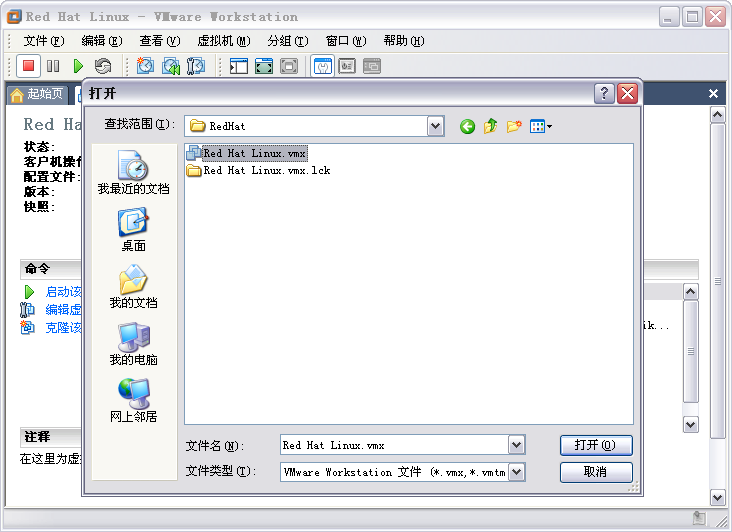 Red Hat Linux - VMware Workstation
文件(F) 编辑(E) 查看(V) 虚拟机(M) 分组(T) 窗口(W) 帮助(H)
起始页
打开
查找范围(I): RedHat
Red Ha
状态:
客户机操作
配置文件:
版本:
快照:
Red Hat Linux.vmx
Red Hat Linux.vmx.lck
我最近的文档
桌面
我的文档
我的电脑
网上邻居
命令
启动该
编辑虚
克隆该
ik...
注释
在这里为虚
文件名(N): Red Hat Linux.vmx 打开(O)
文件类型(T): VMware Workstation 文件 (*.vmx,*.vmtm 取消